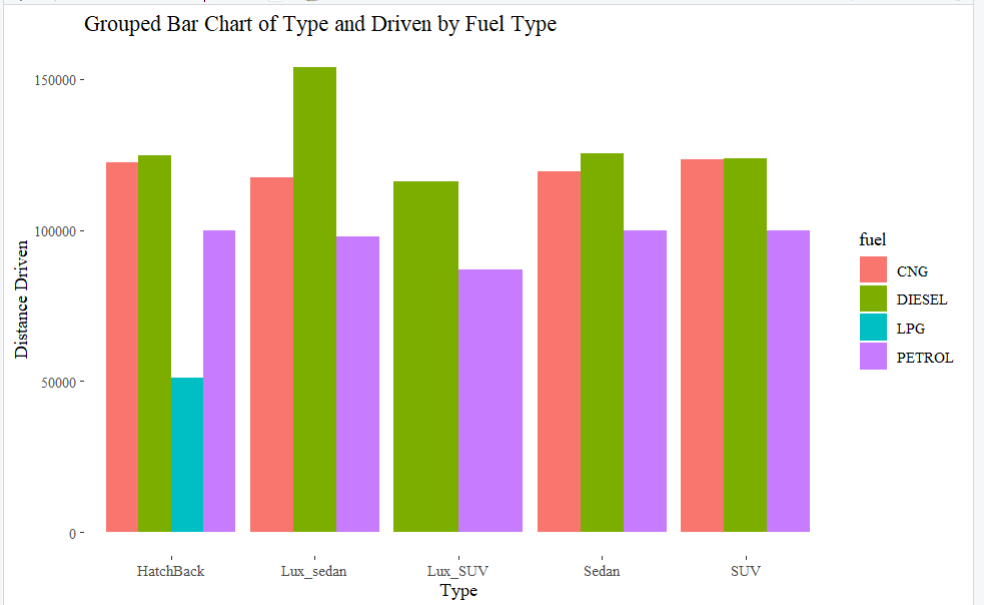 Grouped Bar Chart of Type and Driven by Fuel Type
Distance Driven
150000
100000
50000
0
HatchBack
Lux_sedan
Lux_SUV
Sedan
SUV
Type
fuel
CNG
DIESEL
LPG
PETROL